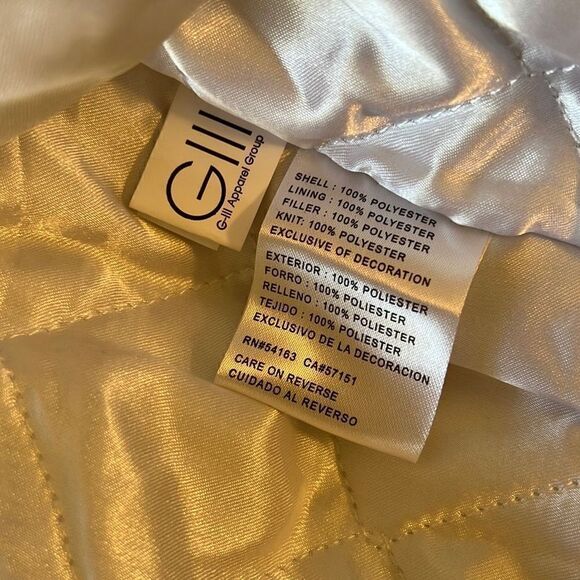 GIII
G-III Apparel Group
SHELL : 100% POLYESTER
LINING : 100% POLYESTER
FILLER : 100% POLYESTER
KNIT: 100% POLYESTER
EXCLUSIVE OF DECORATION
EXTERIOR : 100% POLIESTER
FORRO : 100% POLIESTER
RELLENO : 100% POLIESTER
TEJIDO : 100% POLIESTER
EXCLUSIVO DE LA DECORACION
RN#54163 CA#57151
CARE ON REVERSE
CUIDADO AL REVERSO